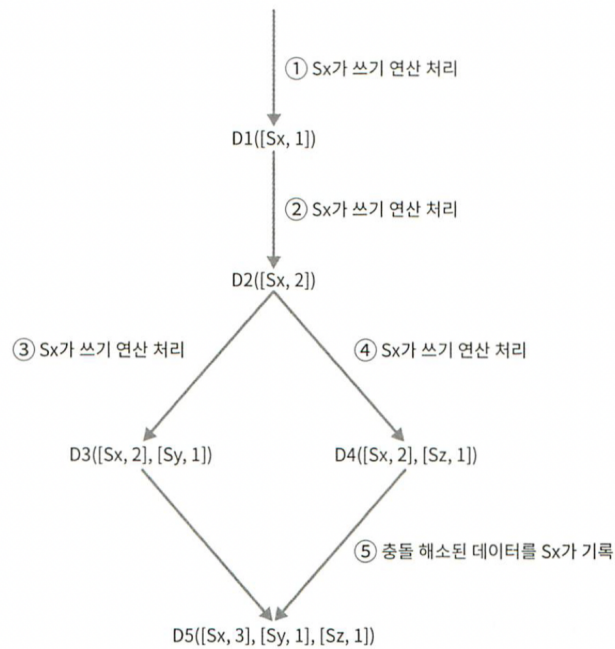 ① Sx가 쓰기 연산 처리
D1([Sx, 1])
② Sx가 쓰기 연산 처리
D2([Sx, 2])
③ Sx가 쓰기 연산 처리
④ Sx가 쓰기 연산 처리
D3([Sx, 2], [Sy, 1])
D4([Sx, 2], [Sz, 1])
⑤ 충돌 해소된 데이터를 Sx가 기록
D5([Sx, 3], [Sy, 1], [Sz, 1])